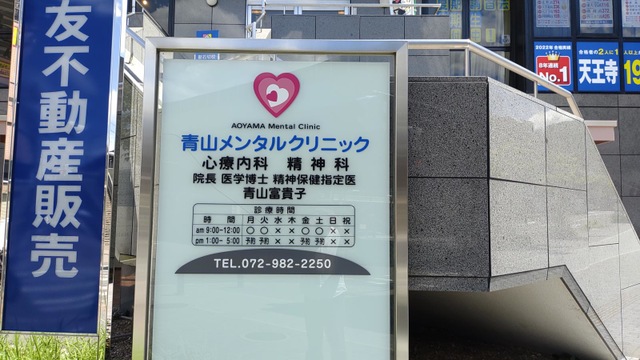 友不動産販売
AOYAMA Mental Clinic
青山メンタルクリニック
心療内科 精神科
院長 医学博士 精神保健指定医
青山富貴子
診療時間
時間 月 火 水 木 金 土 日 祝
am 9:00-12:00 〇 〇 × × 〇 〇 × ×
pm 1:00- 5:00 予約 予約 × × 予約 予約 × ×
TEL.072-982-2250
No.1
天王寺